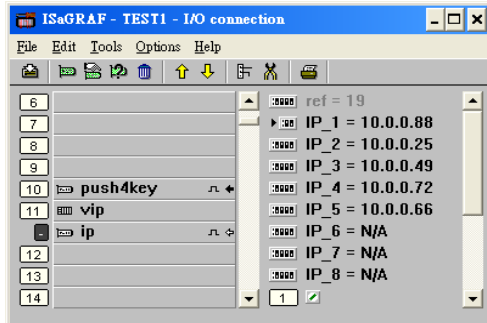 ISaGRAF - TEST1 - I/O connection
File Edit Tools Options Help
6
7
8
9
10 push4key
11 vip
ip
12
13
14
ref = 19
IP_1 = 10.0.0.88
IP_2 = 10.0.0.25
IP_3 = 10.0.0.49
IP_4 = 10.0.0.72
IP_5 = 10.0.0.66
IP_6 = N/A
IP_7 = N/A
IP_8 = N/A
1